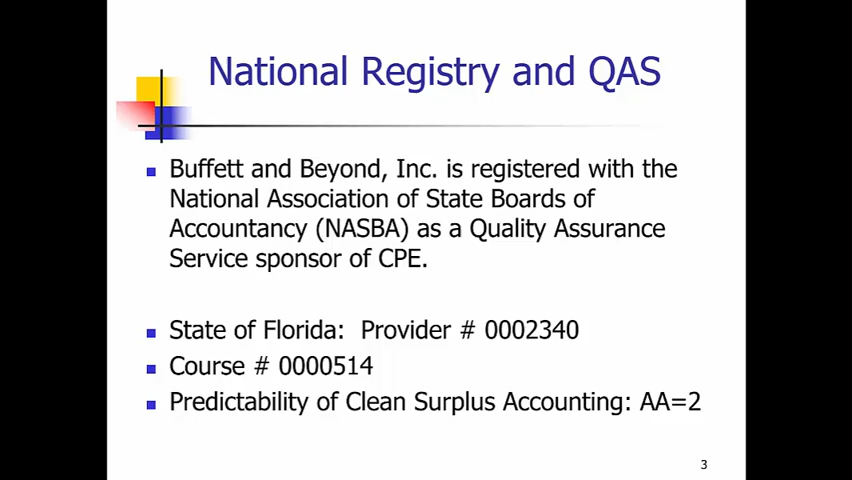 National Registry and QAS
Buffett and Beyond, Inc. is registered with the
National Association of State Boards of
Accountancy (NASBA) as a Quality Assurance
Service sponsor of CPE.
State of Florida: Provider # 0002340
Course # 0000514
Predictability of Clean Surplus Accounting: AA=2
3